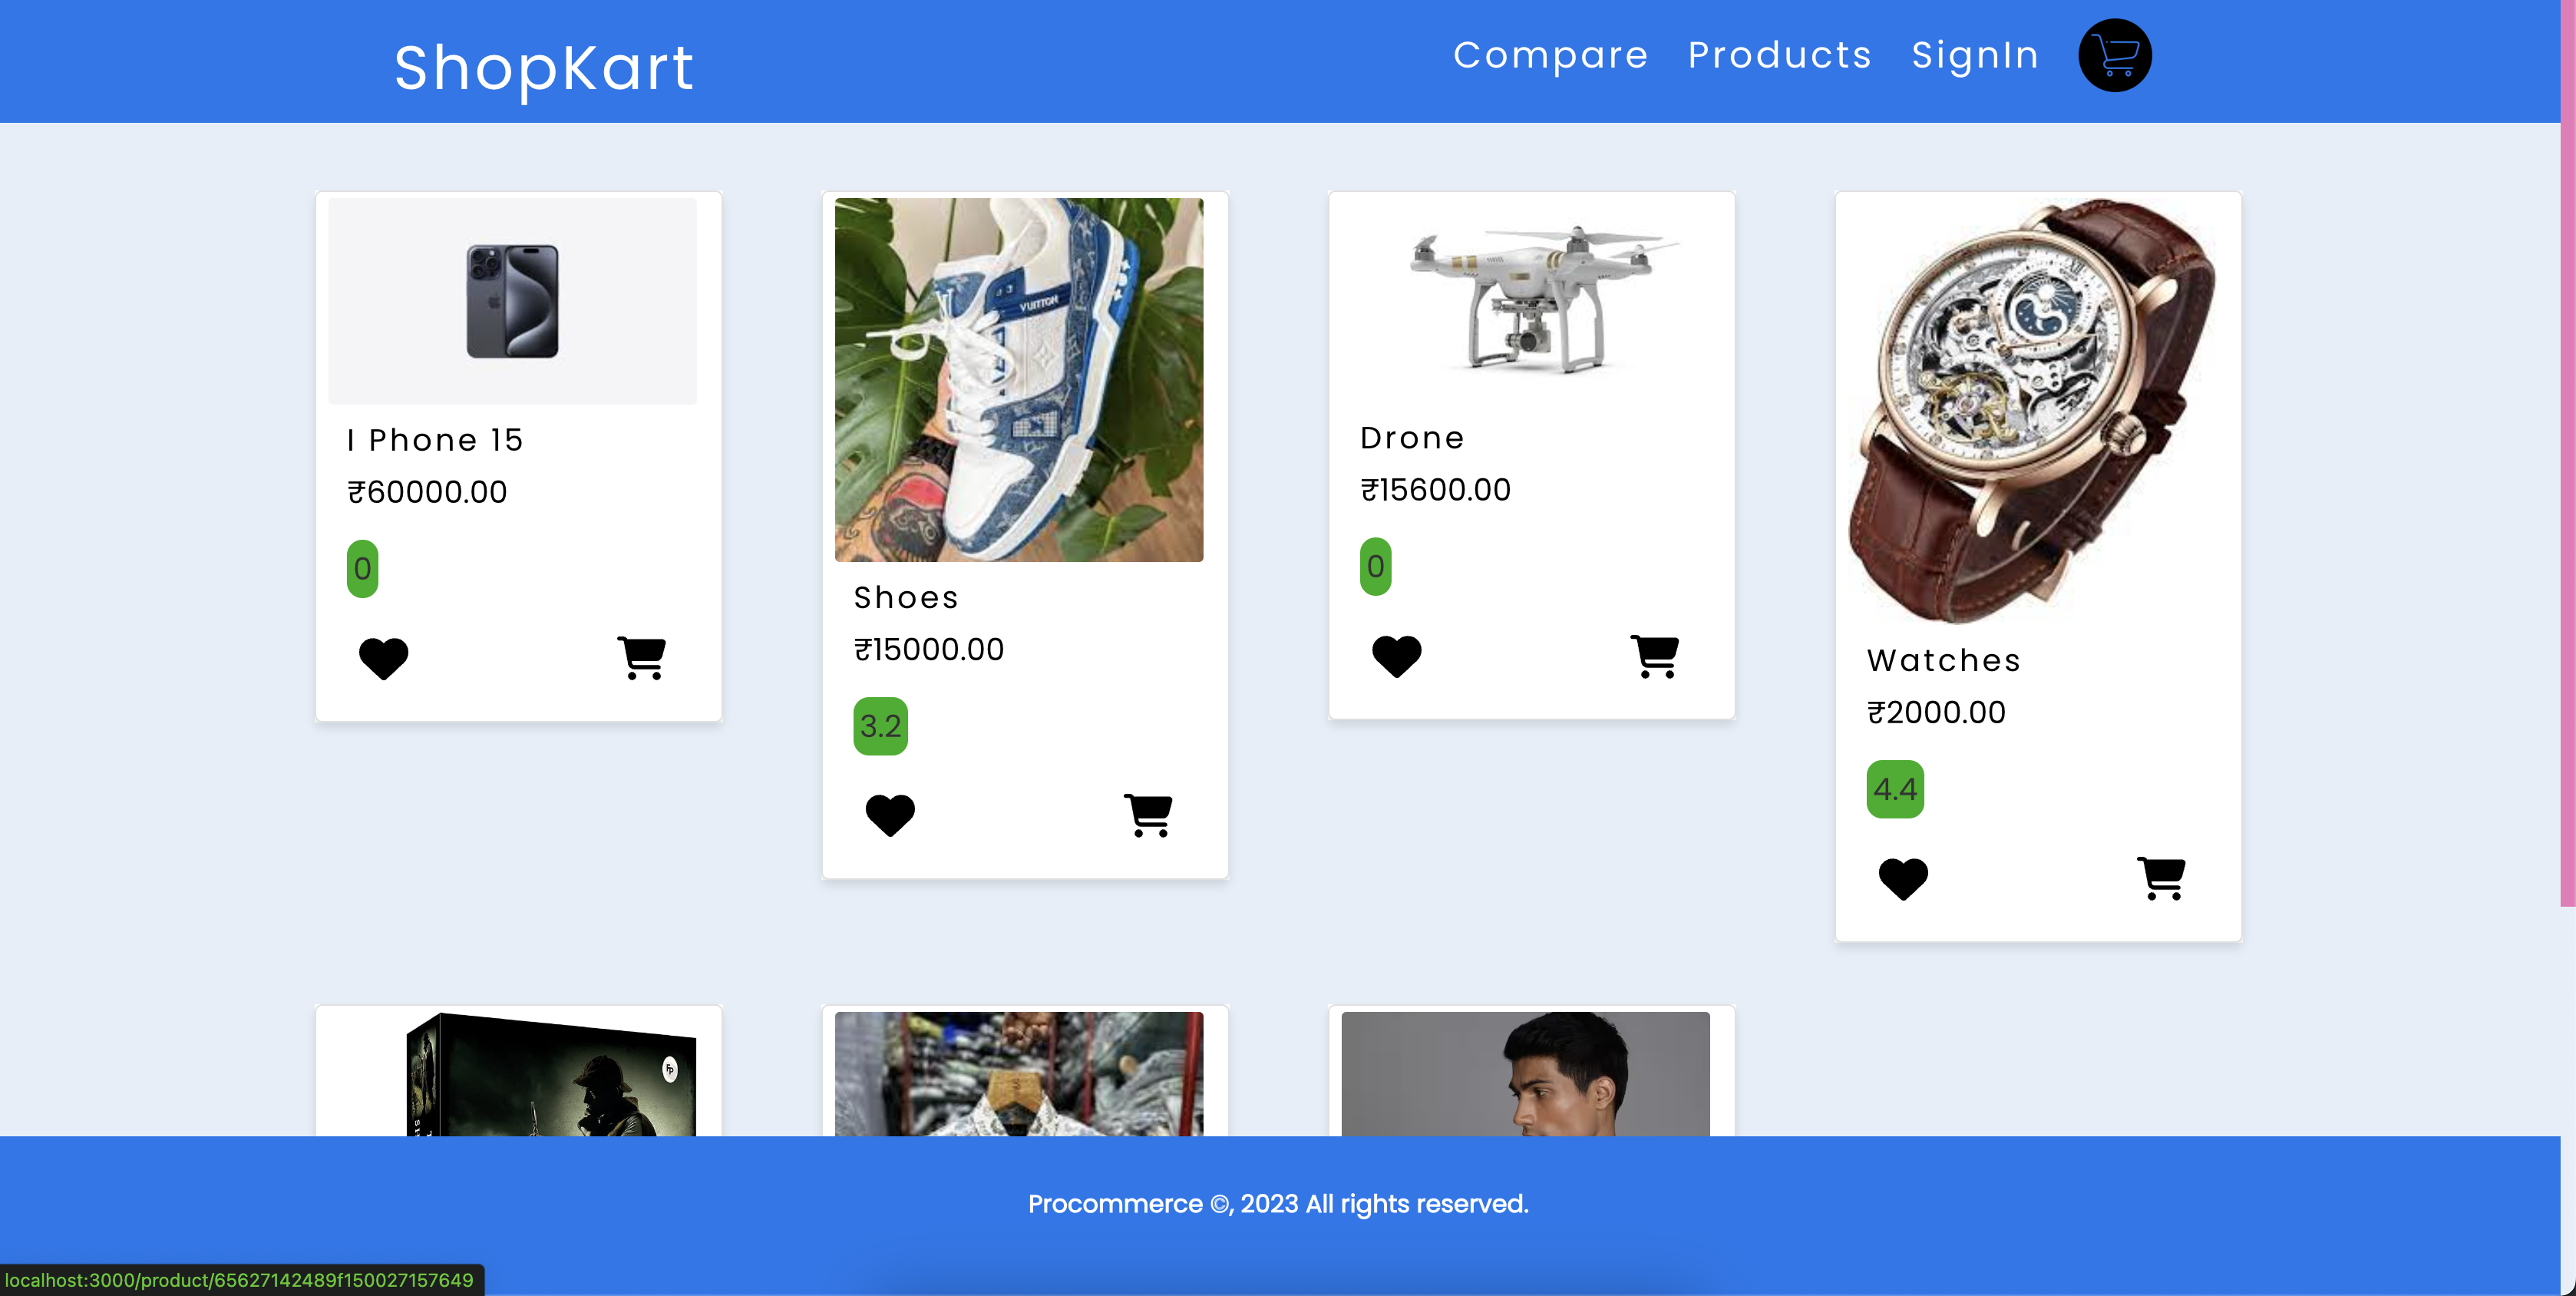 ShopKart
Compare Products SignIn
VUITTON
I Phone 15
₹60000.00
0
Shoes
₹15000.00
3.2
Drone
₹15600.00
0
Watches
₹2000.00
4.4
Procommerce ©, 2023 All rights reserved.
localhost:3000/product/65627142489f150027157649